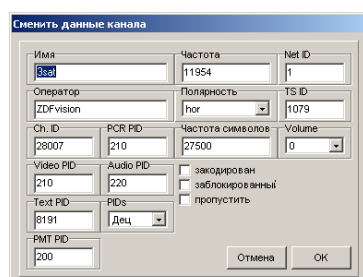 Сменить данные канала
Имя Частота Net ID
3sat 11954 1
Оператор Полярность TS ID
ZDFvision hor 1079
Ch. ID PCR PID Частота символов Volume
28007 210 27500 0
Video PID Audio PID
210 220
закодирован
заблокированный
пропустить
Text PID PIDs
8191 Дец
PMT PID
200
Отмена OK